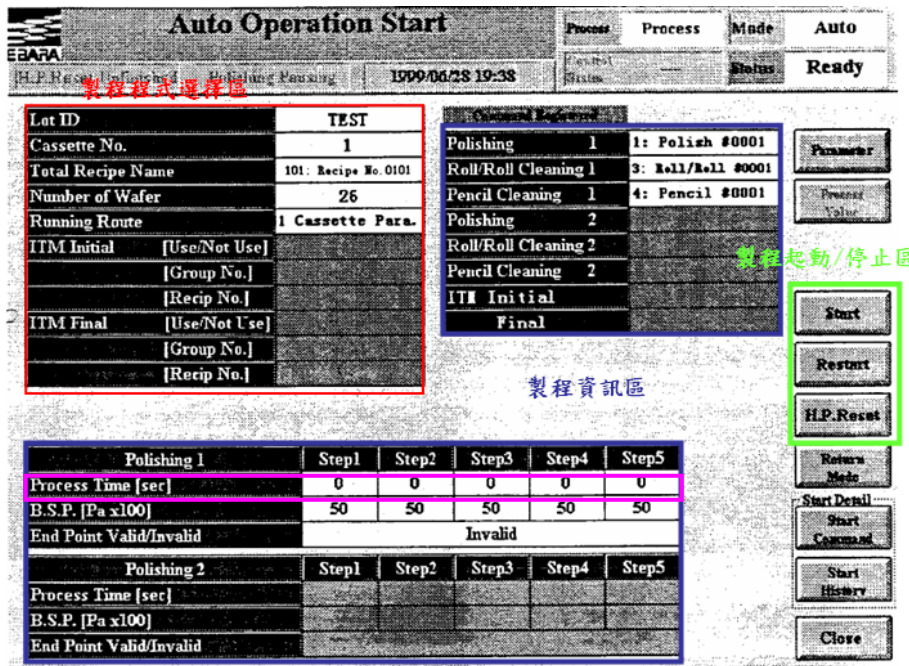 EBARA
Auto Operation Start
Process Process Mode Auto
Status Ready
H.P.Reset Unfinished Polishing Pausing 1999/06/28 19:38
製程程式選擇區
Lot ID TEST
Cassette No. 1
Total Recipe Name 101: Recipe No.0101
Number of Wafer 26
Running Route 1 Cassette Para.
ITM Initial [Use/Not Use]
[Group No.]
[Recip No.]
ITM Final [Use/Not Use]
[Group No.]
[Recip No.]
Command Registered
Polishing 1 1: Polish #0001
Roll/Roll Cleaning 1 3: Roll/Roll #0001
Pencil Cleaning 1 4: Pencil #0001
Polishing 2
Roll/Roll Cleaning 2
Pencil Cleaning 2
ITM Initial
Final
製程資訊區
Parameter
Process
Value
製程起動/停止區
Start
Restart
H.P.Reset
Return
Start Detail
Start
Command
Start
History
Close
Polishing 1 Step1 Step2 Step3 Step4 Step5
Process Time [sec] 0 0 0 0 0
B.S.P. [Pa x100] 50 50 50 50 50
End Point Valid/Invalid Invalid
Polishing 2 Step1 Step2 Step3 Step4 Step5
Process Time [sec]
B.S.P. [Pa x100]
End Point Valid/Invalid